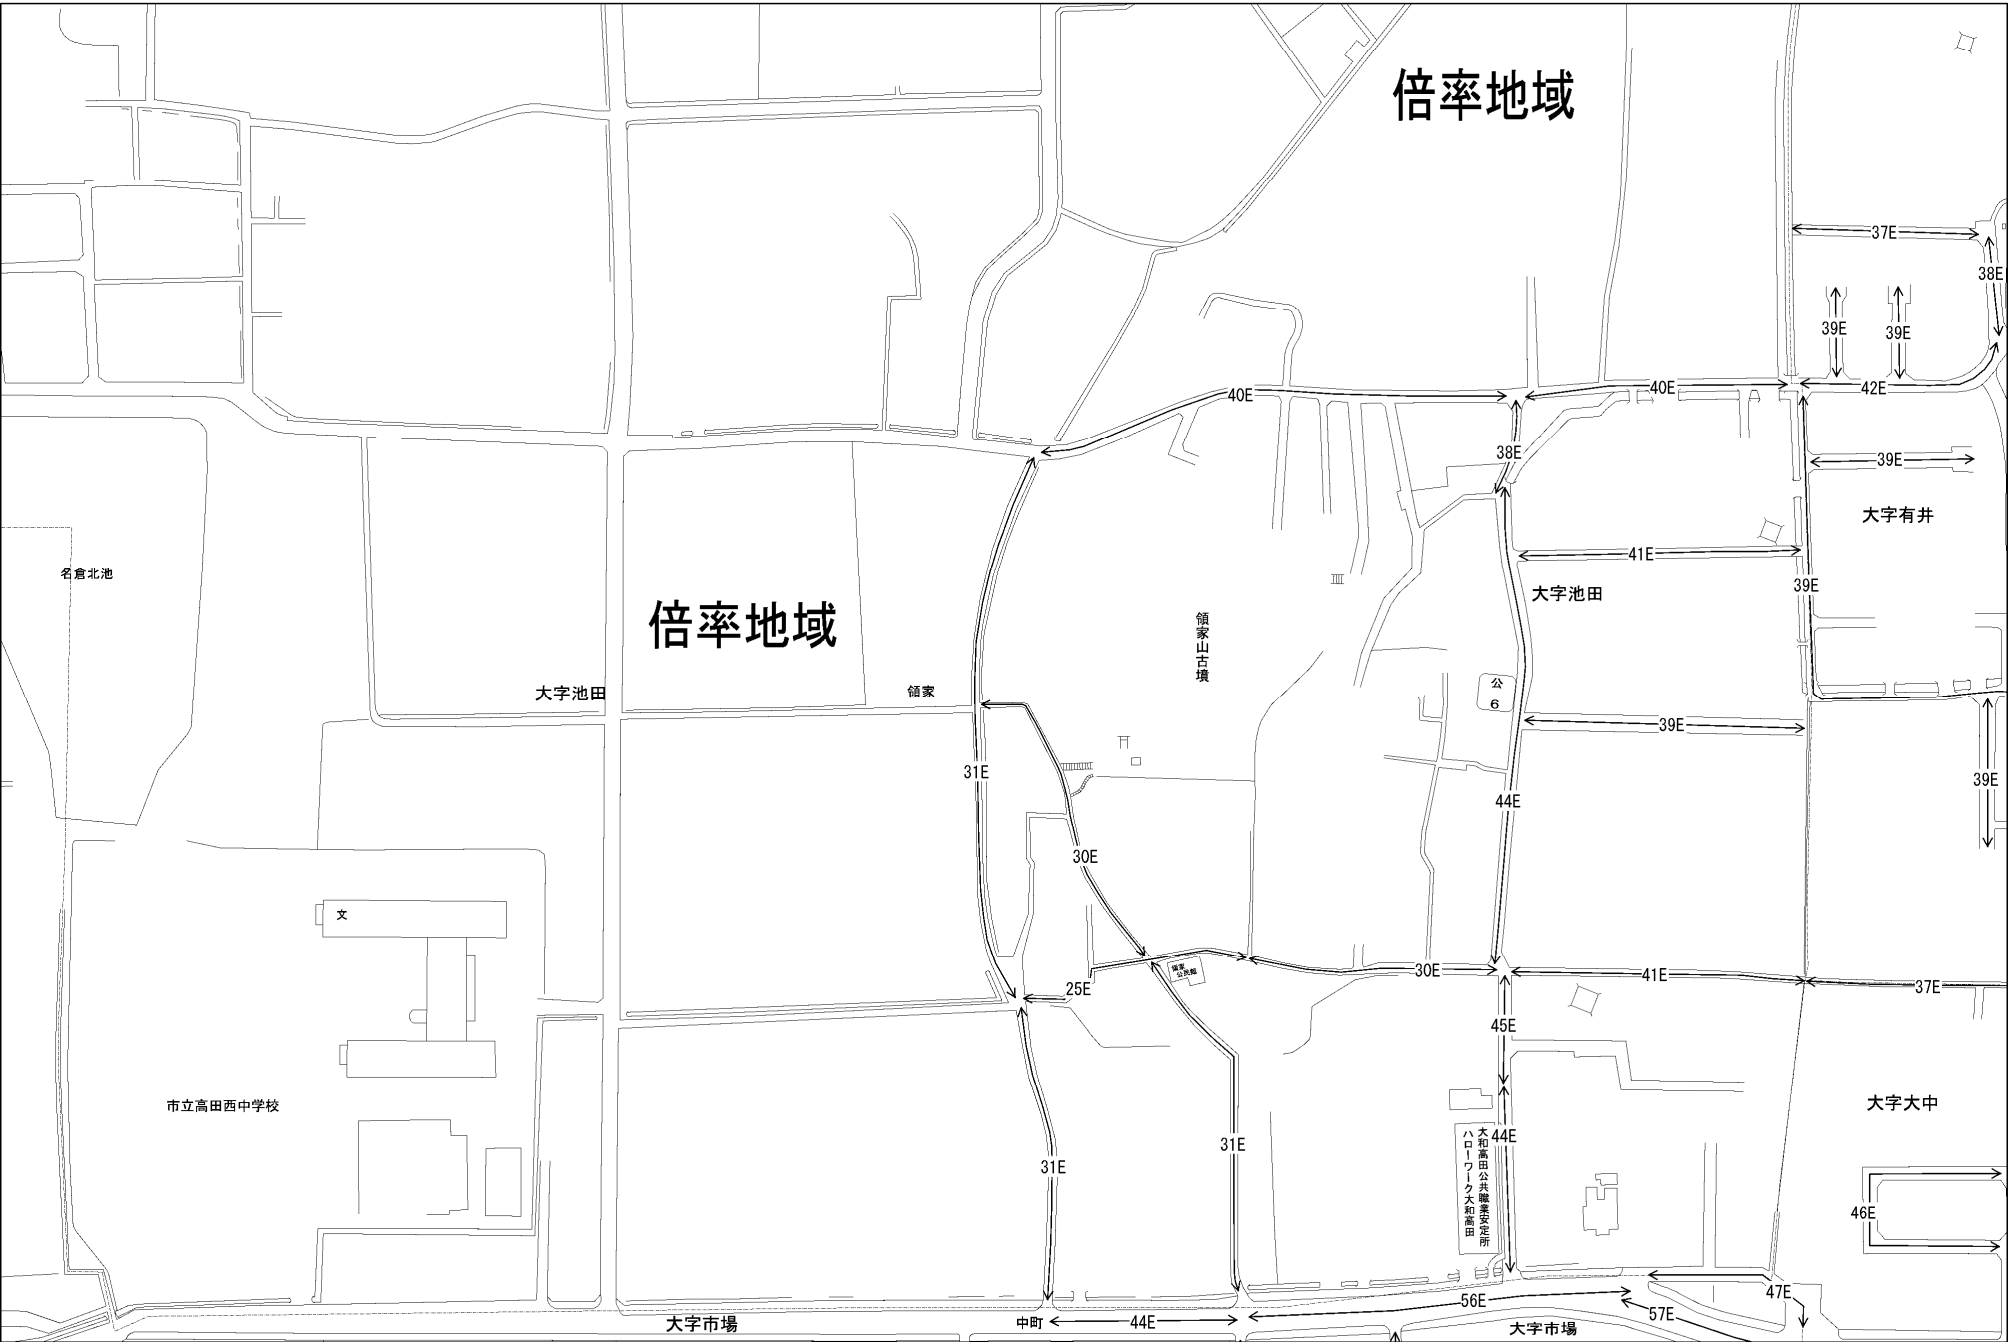 倍率地域
37E
38E
39E
39E
40E
40E
42E
38E
39E
大字有井
41E
名倉北池
39E
大字池田
倍率地域
領家山古墳
大字池田
領家
公
6
39E
31E
39E
44E
30E
文
30E
領家
公民館
41E
25E
37E
45E
市立高田西中学校
大字大中
44E
大和高田公共職業安定所
ハローワーク大和高田
31E
31E
46E
47E
56E
57E
大字市場
中町
44E
大字市場